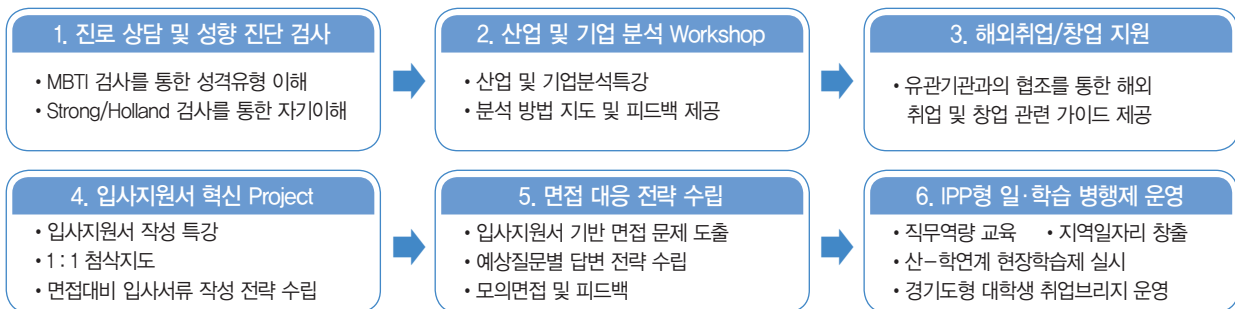 1. 진로 상담 및 성향 진단 검사
• MBTI 검사를 통한 성격유형 이해
• Strong/Holland 검사를 통한 자기이해
2. 산업 및 기업 분석 Workshop
• 산업 및 기업분석특강
• 분석 방법 지도 및 피드백 제공
3. 해외취업/창업 지원
• 유관기관과의 협조를 통한 해외
취업 및 창업 관련 가이드 제공
4. 입사지원서 혁신 Project
• 입사지원서 작성 특강
• 1 : 1 첨삭지도
• 면접대비 입사서류 작성 전략 수립
5. 면접 대응 전략 수립
• 입사지원서 기반 면접 문제 도출
• 예상질문별 답변 전략 수립
• 모의면접 및 피드백
6. IPP형 일·학습 병행제 운영
• 직무역량 교육 • 지역일자리 창출
• 산-학연계 현장학습제 실시
• 경기도형 대학생 취업브리지 운영